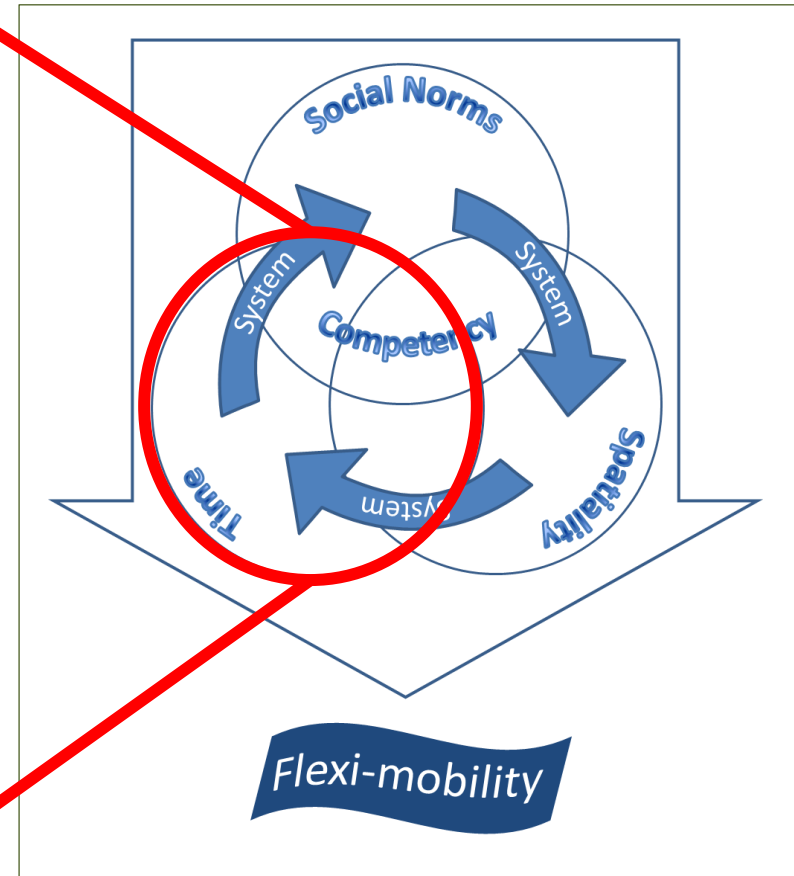 Social Norms
System
System
Competency
Time
System
Spatiality
Flexi-mobility